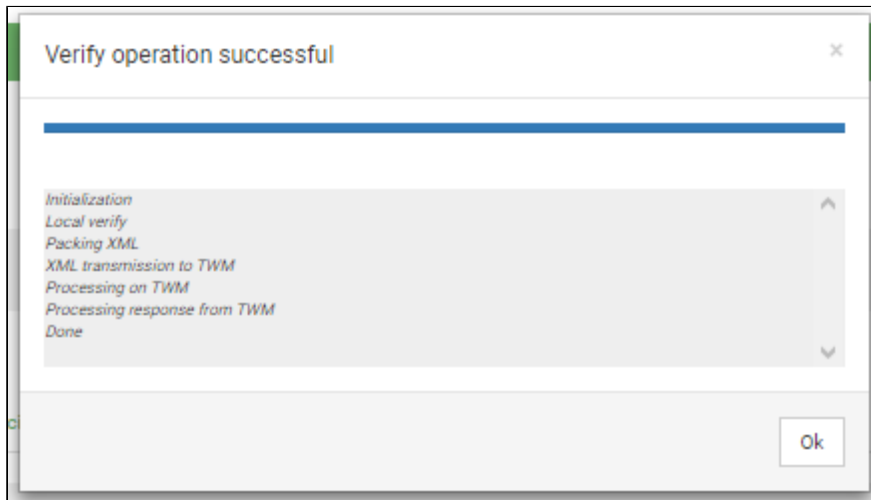 Verify operation successful
Initialization
Local verify
Packing XML
XML transmission to TWM
Processing on TWM
Processing response from TWM
Done
Ok